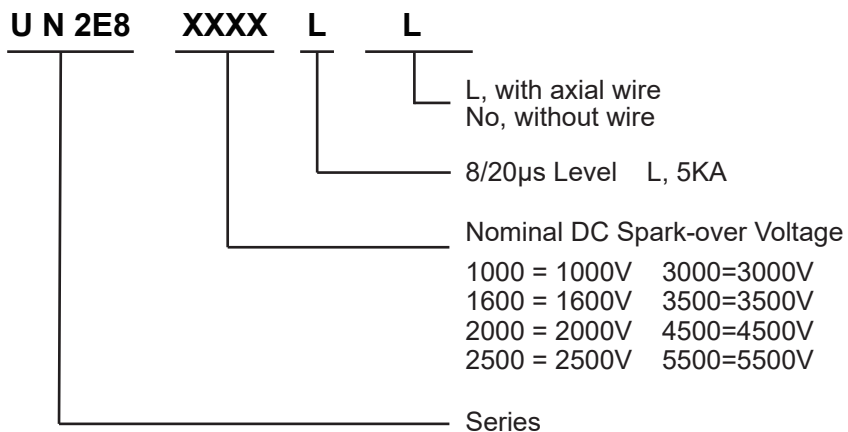 U N 2E8 XXXX L L
L, with axial wire
No, without wire
8/20μs Level L, 5KA
Nominal DC Spark-over Voltage
1000 = 1000V 3000=3000V
1600 = 1600V 3500=3500V
2000 = 2000V 4500=4500V
2500 = 2500V 5500=5500V
Series